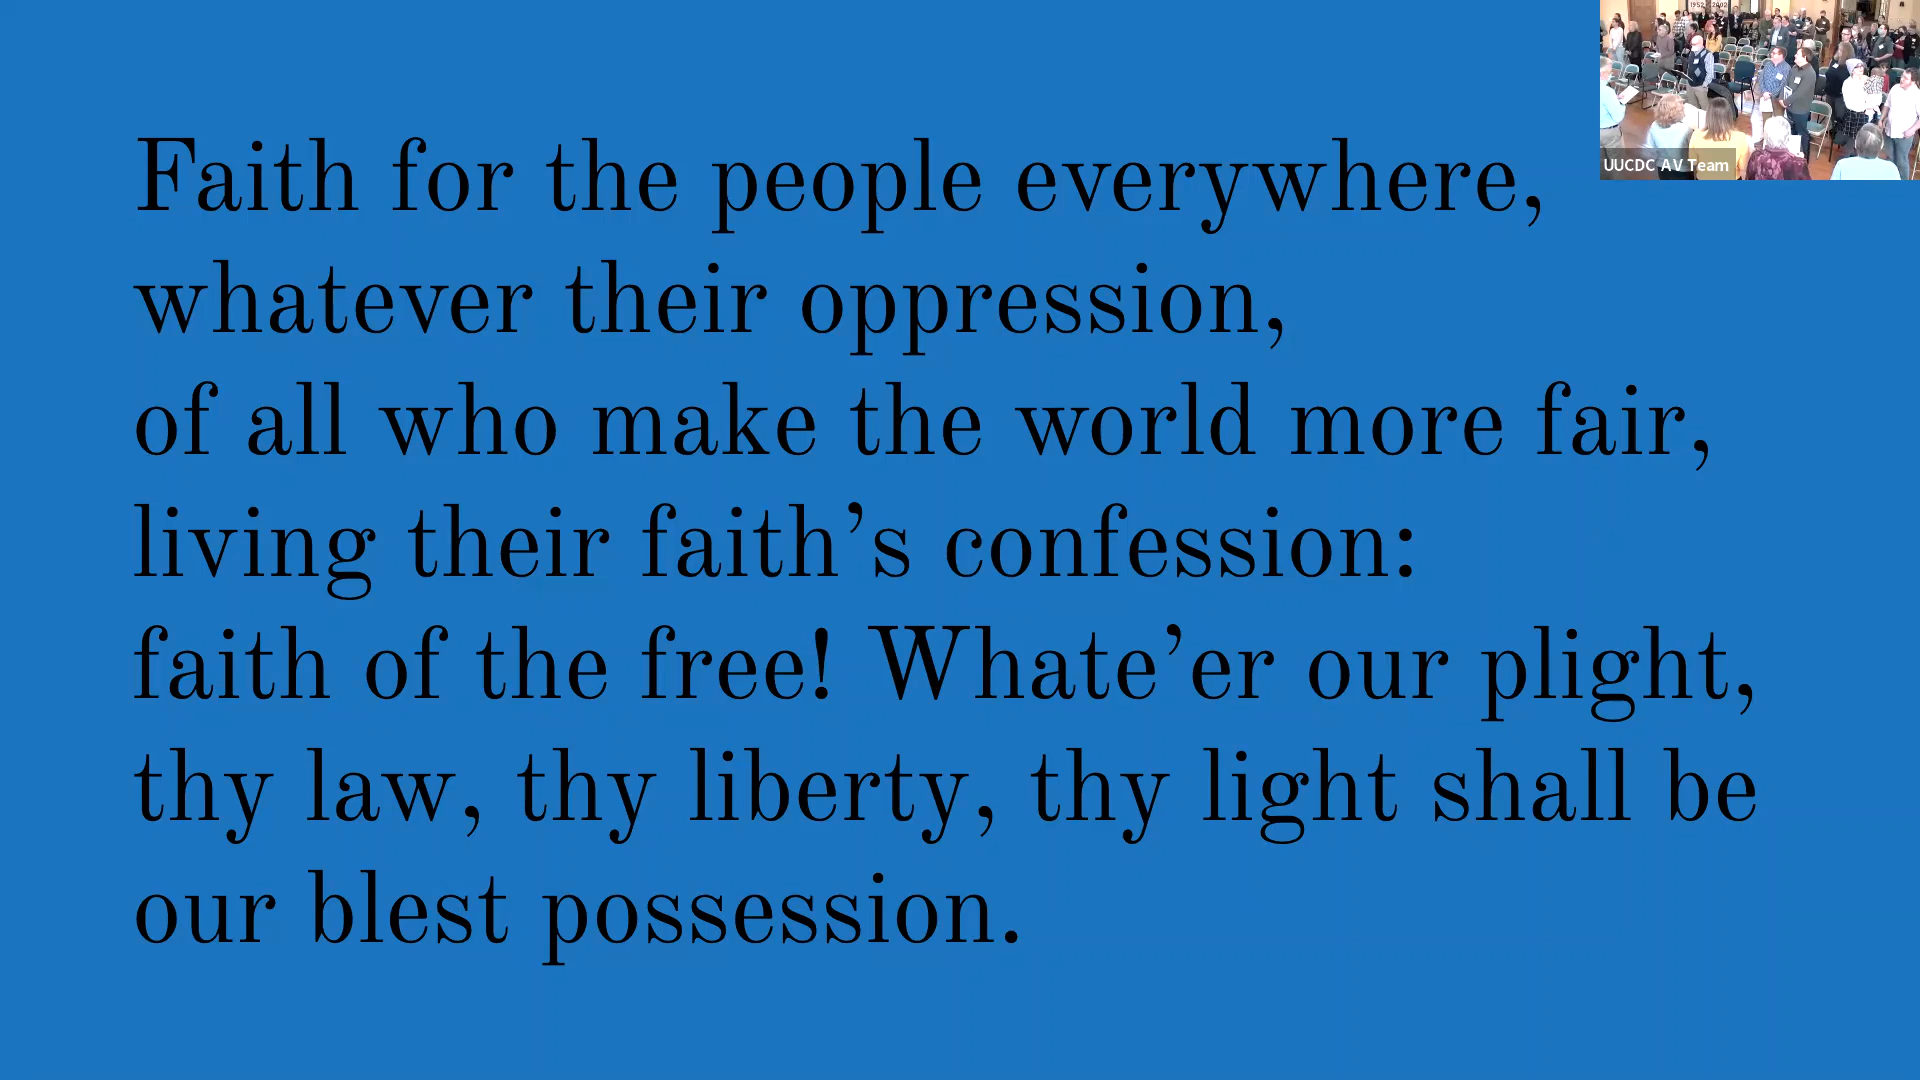 Faith for the people everywhere,
whatever their oppression,
of all who make the world more fair,
living their faith’s confession:
faith of the free! Whate’er our plight,
thy law, thy liberty, thy light shall be
our blest possession.
1952 2002
UUCDC AV Team